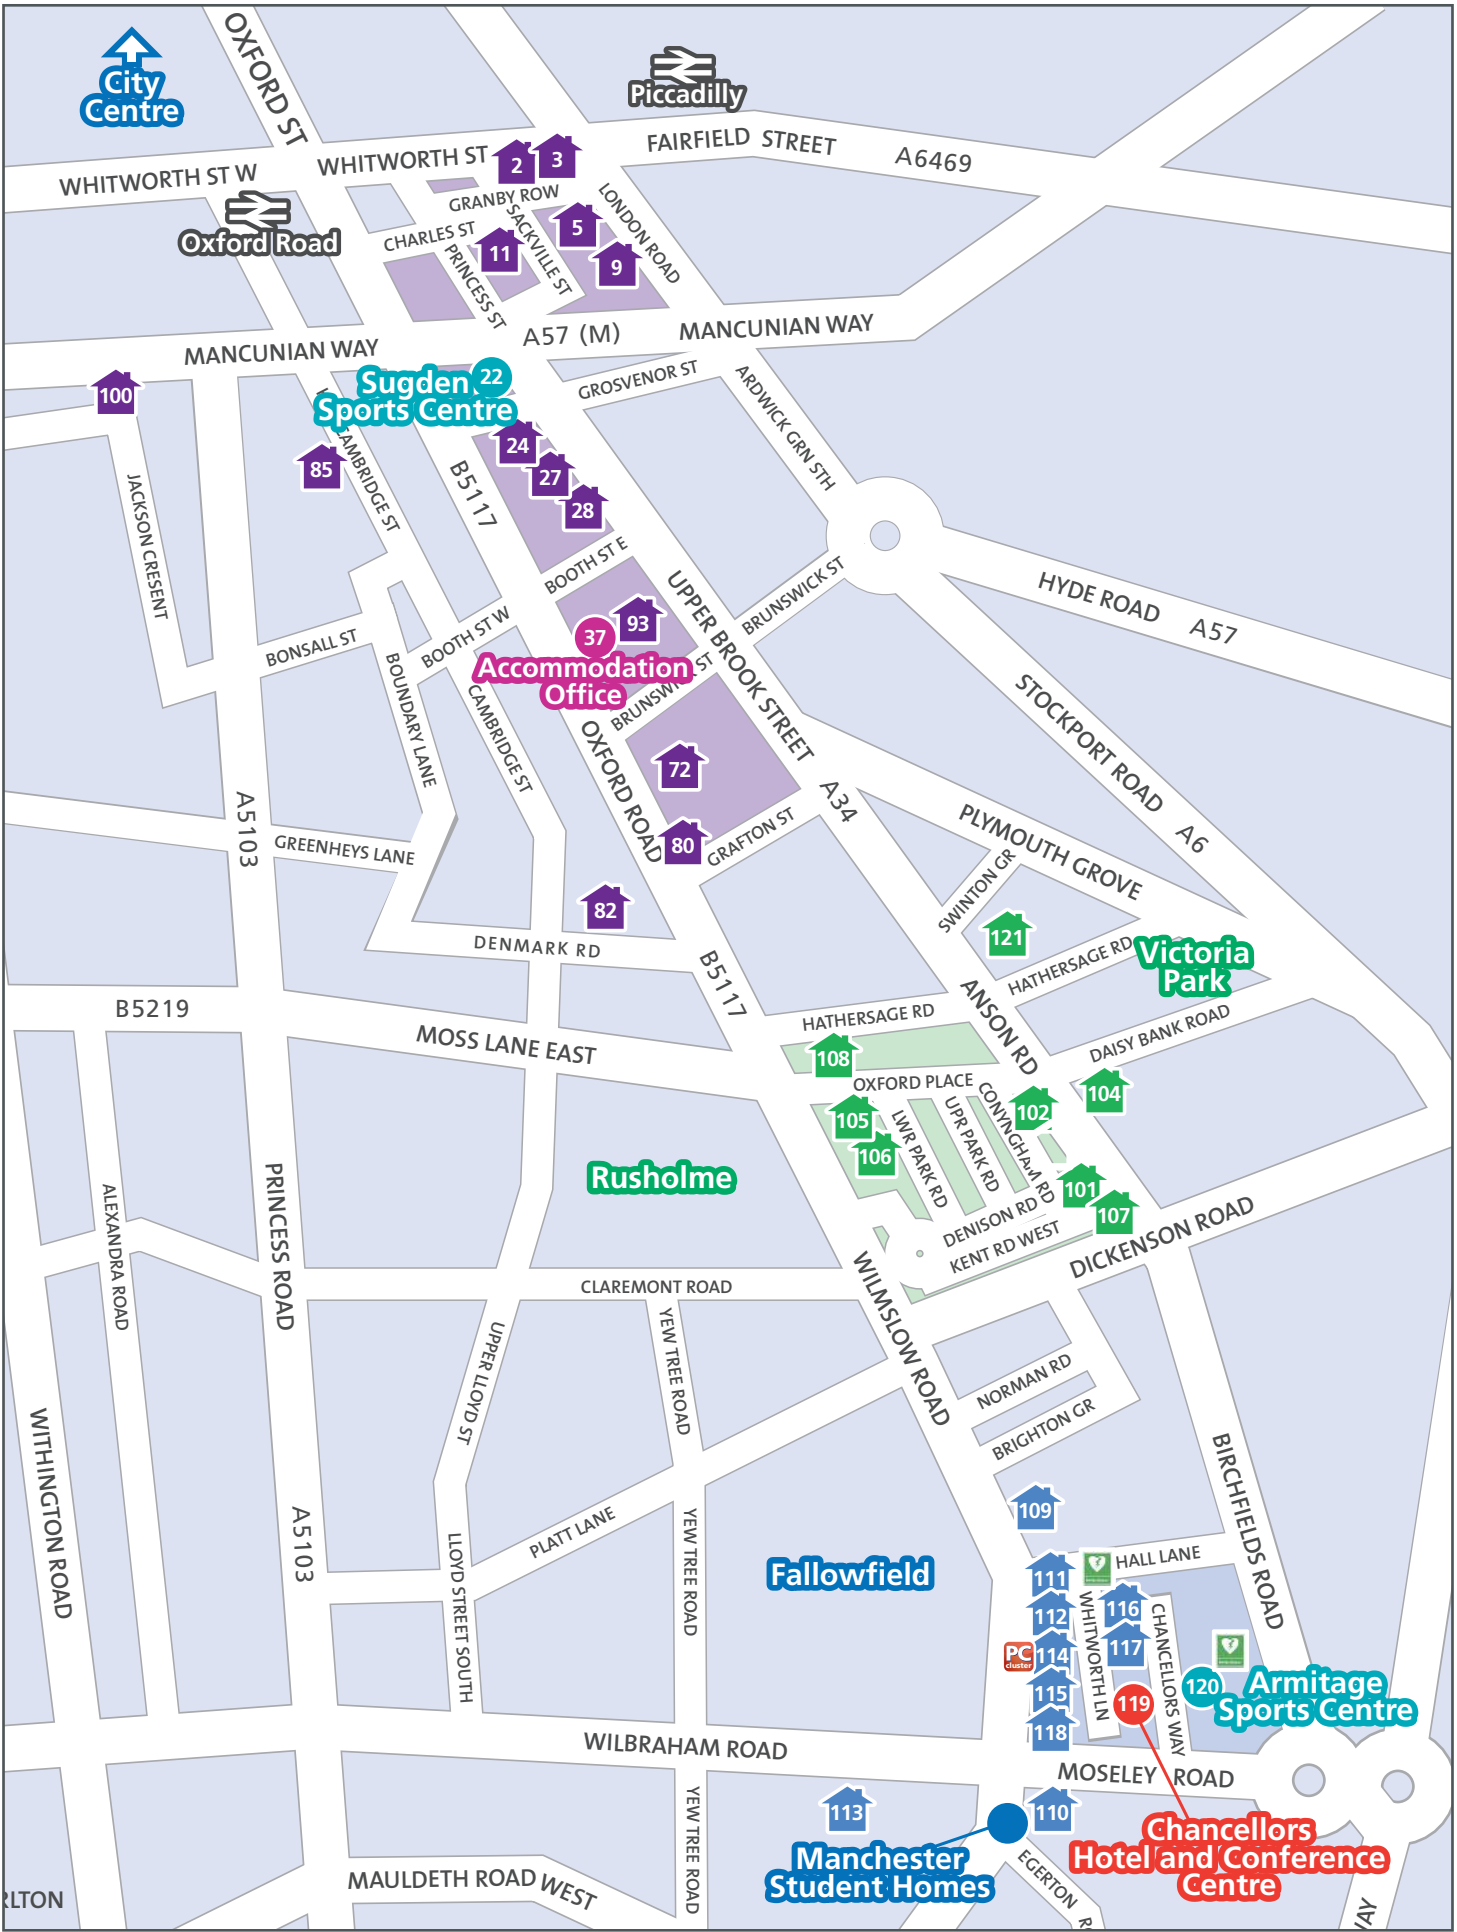 City
Centre
OXFORD ST
Piccadilly
WHITWORTH ST W
WHITWORTH ST
2
3
FAIRFIELD STREET
A6469
Oxford Road
GRANBY ROW
CHARLES ST
SACKVILLE ST
LONDON ROAD
5
11
9
PRINCESS ST
A57 (M)
MANCUNIAN WAY
MANCUNIAN WAY
100
Sugden
Sports Centre
22
GROSVENOR ST
ARDWICK GRN STH
24
85
27
28
CAMBRIDGE ST
B5117
JACKSON CRESENT
BOOTH ST E
UPPER BROOK STREET
BRUNSWICK ST
HYDE ROAD
A57
BONSALL ST
BOOTH ST W
93
37
Accommodation
Office
BOUNDARY LANE
CAMBRIDGE ST
OXFORD ROAD
72
STOCKPORT ROAD
A6
A34
A5103
GREENHEYS LANE
80
GRAFTON ST
PLYMOUTH GROVE
SWINTON GR
82
121
DENMARK RD
B5117
HATHERSAGE RD
Victoria
Park
ANSON RD
B5219
MOSS LANE EAST
HATHERSAGE RD
DAISY BANK ROAD
108
OXFORD PLACE
104
102
105
106
LWR PARK RD
UPR PARK RD
CONYNGHAM RD
Rusholme
101
107
DENISON RD
KENT RD WEST
DICKENSON ROAD
ALEXANDRA ROAD
PRINCESS ROAD
CLAREMONT ROAD
WILMSLOW ROAD
UPPER LLOYD ST
YEW TREE ROAD
NORMAN RD
BRIGHTON GR
WITHINGTON ROAD
A5103
BIRCHFIELDS ROAD
109
PLATT LANE
LLOYD STREET SOUTH
YEW TREE ROAD
Fallowfield
HALL LANE
111
112
116
PC
cluster
114
117
115
118
WHITWORTH LN
CHANCELLORS WAY
119
120
Armitage
Sports Centre
WILBRAHAM ROAD
MOSELEY ROAD
113
110
YEW TREE ROAD
Manchester
Student Homes
Chancellors
Hotel and Conference
Centre
EGERTON
MAULDETH ROAD WEST
RLTON